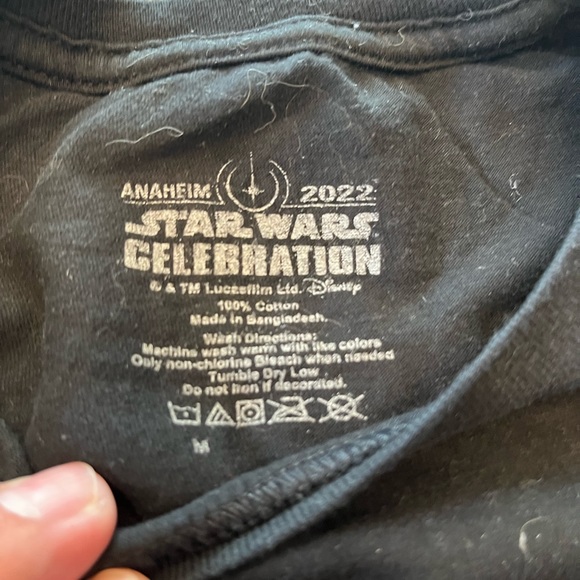 ANAHEIM 2022
STAR WARS
CELEBRATION
© & TM Lucasfilm Ltd. Disney
100% Cotton
Made in Bangladesh.
Wash Directions:
Machine wash warm with like colors
Only non-chlorine Bleach when needed
Tumble Dry Low
Do not Iron if decorated.
M